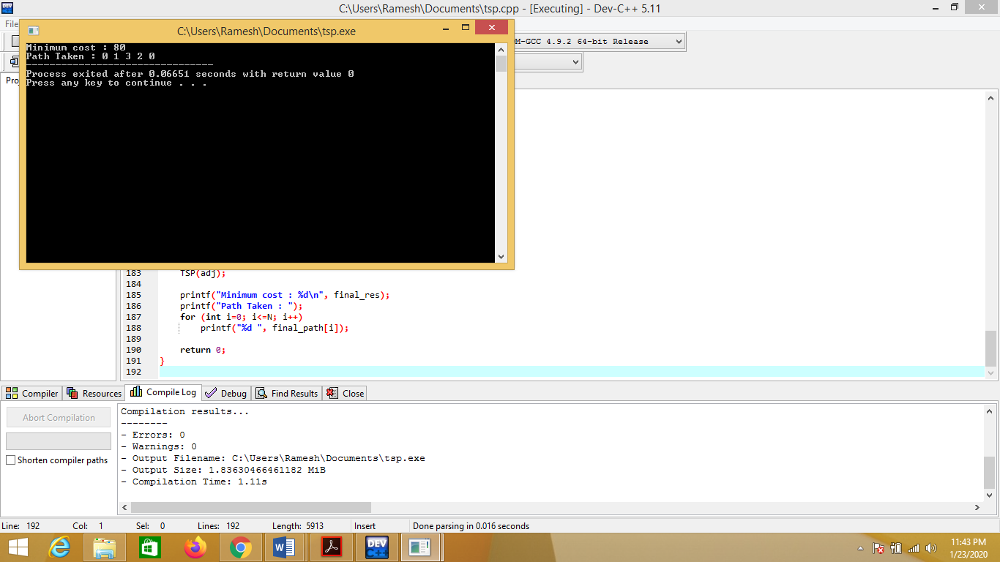 C:\Users\Ramesh\Documents\tsp.cpp - [Executing] - Dev-C++ 5.11
File
C:\Users\Ramesh\Documents\tsp.exe
M-GCC 4.9.2 64-bit Release
Minimum cost : 80
Path Taken : 0 1 3 2 0
--------------------------------
Process exited after 0.06651 seconds with return value 0
Press any key to continue . . .
183 TSP(adj);
184
185 printf("Minimum cost : %d\n", final_res);
186 printf("Path Taken : ");
187 for (int i=0; i<=N; i++)
188 printf("%d ", final_path[i]);
189
190 return 0;
191 }
192
Compiler Resources Compile Log Debug Find Results Close
Abort Compilation
Shorten compiler paths
Compilation results...
--------
- Errors: 0
- Warnings: 0
- Output Filename: C:\Users\Ramesh\Documents\tsp.exe
- Output Size: 1.83630466461182 MiB
- Compilation Time: 1.11s
Line: 192 Col: 1 Sel: 0 Lines: 192 Length: 5913 Insert Done parsing in 0.016 seconds
DEV C++
11:43 PM
1/23/2020